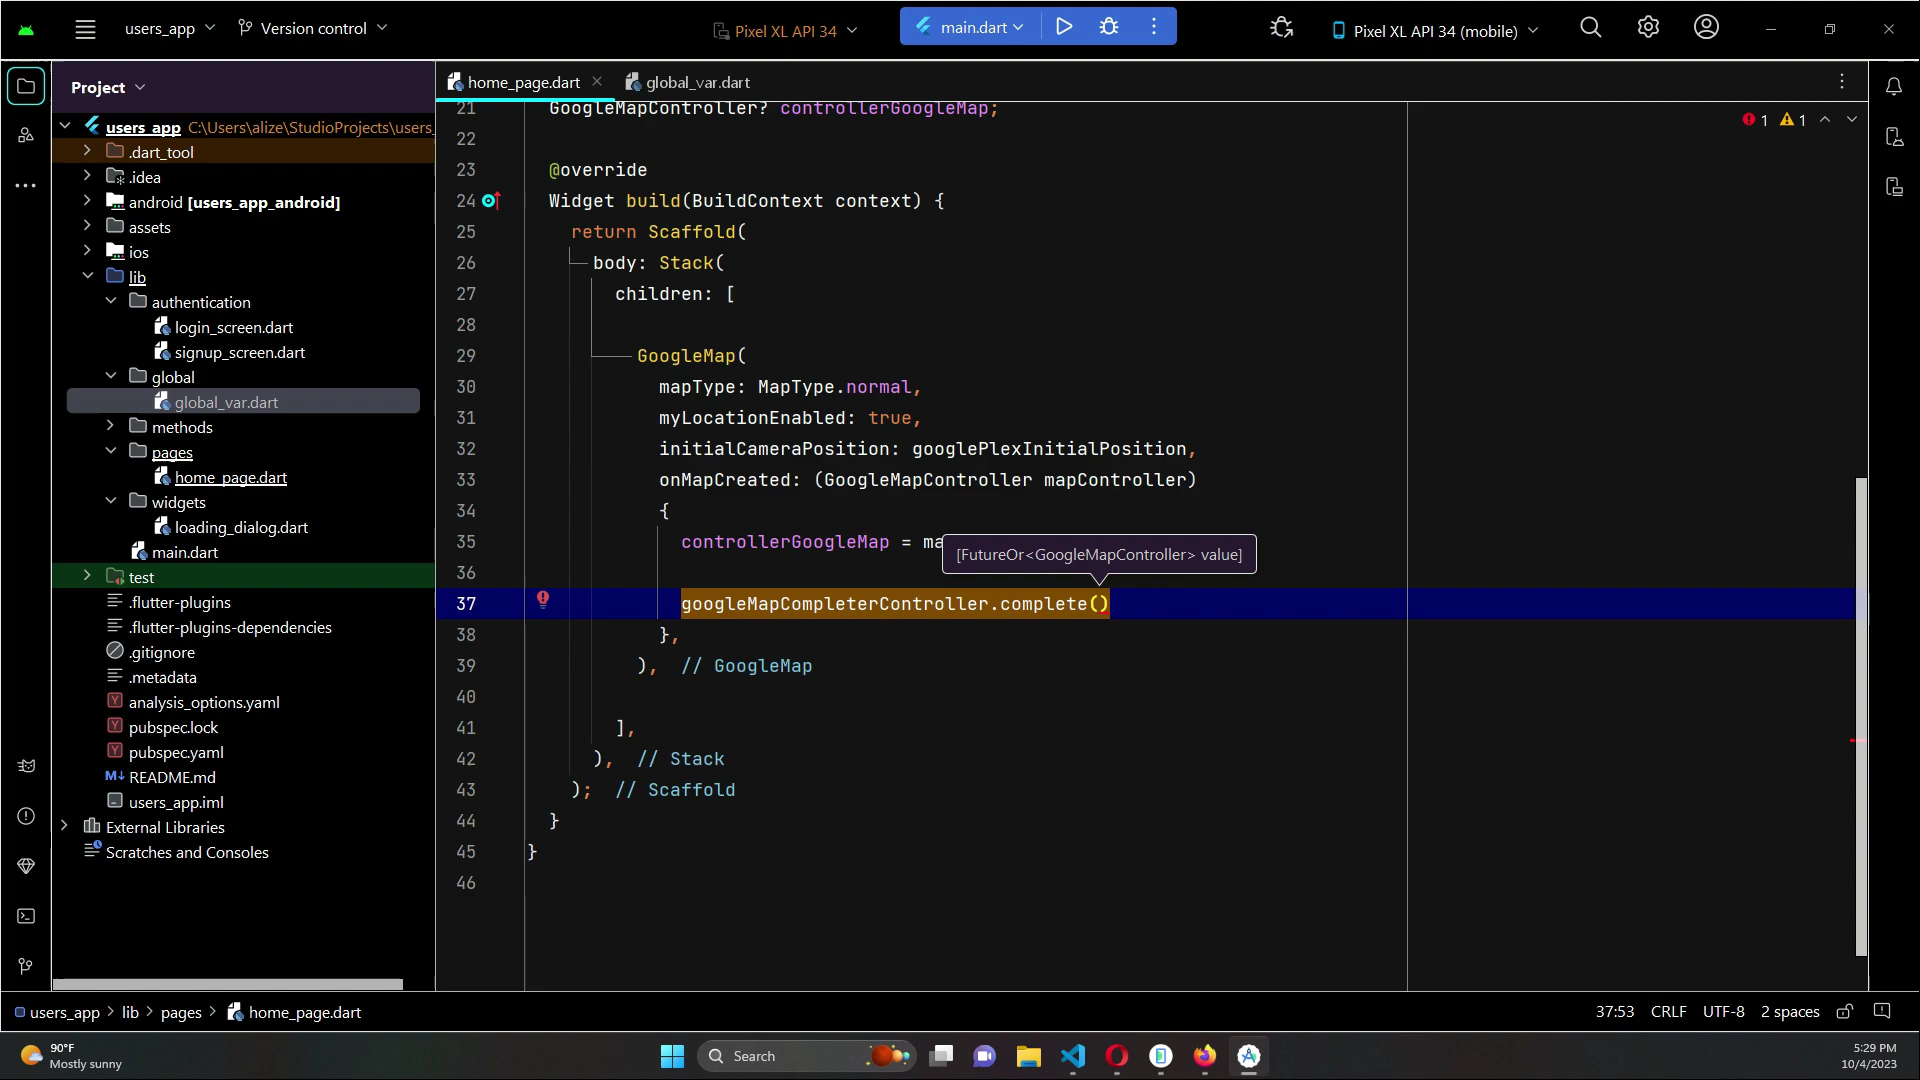 users_app
Version control
Pixel XL API 34
main.dart
Pixel XL API 34 (mobile)
Project
home_page.dart
global_var.dart
users_app C:\Users\alize\StudioProjects\users_
.dart_tool
.idea
android [users_app_android]
assets
ios
lib
authentication
login_screen.dart
signup_screen.dart
global
global_var.dart
methods
pages
home_page.dart
widgets
loading_dialog.dart
main.dart
test
.flutter-plugins
.flutter-plugins-dependencies
.gitignore
.metadata
analysis_options.yaml
pubspec.lock
pubspec.yaml
M↓ README.md
users_app.iml
External Libraries
Scratches and Consoles
1 1
21 GoogleMapController? controllerGoogleMap;
22
23 @override
24 Widget build(BuildContext context) {
25 return Scaffold(
26 body: Stack(
27 children: [
28
29 GoogleMap(
30 mapType: MapType.normal,
31 myLocationEnabled: true,
32 initialCameraPosition: googlePlexInitialPosition,
33 onMapCreated: (GoogleMapController mapController)
34 {
35 controllerGoogleMap = ma
[FutureOr<GoogleMapController> value]
36
37 googleMapCompleterController.complete()
38 },
39 ), // GoogleMap
40
41 ],
42 ), // Stack
43 ); // Scaffold
44 }
45 }
46
users_app > lib > pages > home_page.dart
37:53 CRLF UTF-8 2 spaces
90°F
Mostly sunny
Search
5:29 PM
10/4/2023